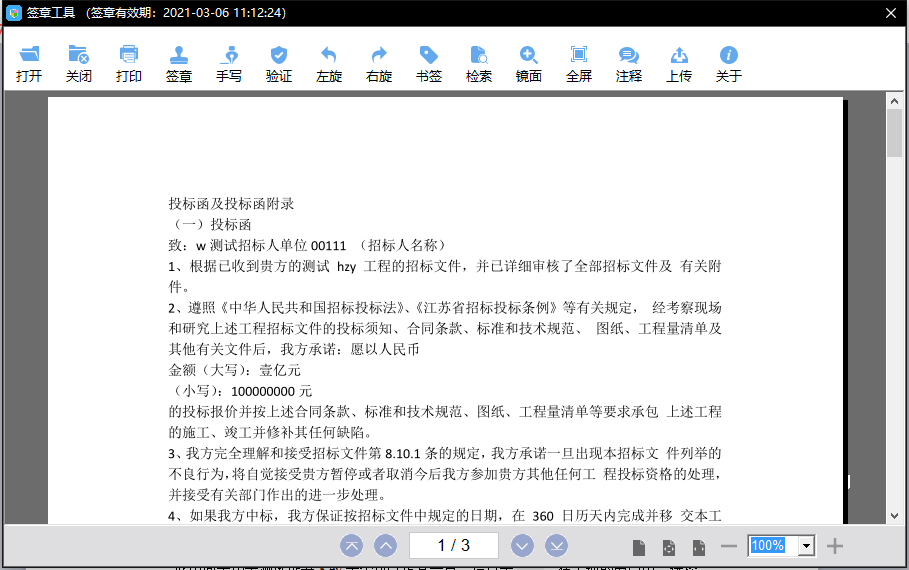 签章工具 (签章有效期: 2021-03-06 11:12:24)
打开 关闭 打印 签章 手写 验证 左旋 右旋 书签 检索 镜面 全屏 注释 上传 关于
投标函及投标函附录
（一）投标函
致：w 测试招标人单位 00111 （招标人名称）
1、根据已收到贵方的测试 hzy 工程的招标文件，并已详细审核了全部招标文件及 有关附
件。
2、遵照《中华人民共和国招标投标法》、《江苏省招标投标条例》等有关规定， 经考察现场
和研究上述工程招标文件的投标须知、合同条款、标准和技术规范、 图纸、工程量清单及
其他有关文件后，我方承诺：愿以人民币
金额（大写）：壹亿元
（小写）：100000000 元
的投标报价并按上述合同条款、标准和技术规范、图纸、工程量清单等要求承包 上述工程
的施工、竣工并修补其任何缺陷。
3、我方完全理解和接受招标文件第 8.10.1 条的规定，我方承诺一旦出现本招标文 件列举的
不良行为，将自觉接受贵方暂停或者取消今后我方参加贵方其他任何工 程投标资格的处理，
并接受有关部门作出的进一步处理。
4、如果我方中标，我方保证按招标文件中规定的日期，在 360 日历天内完成并移 交本工
1 / 3
100%